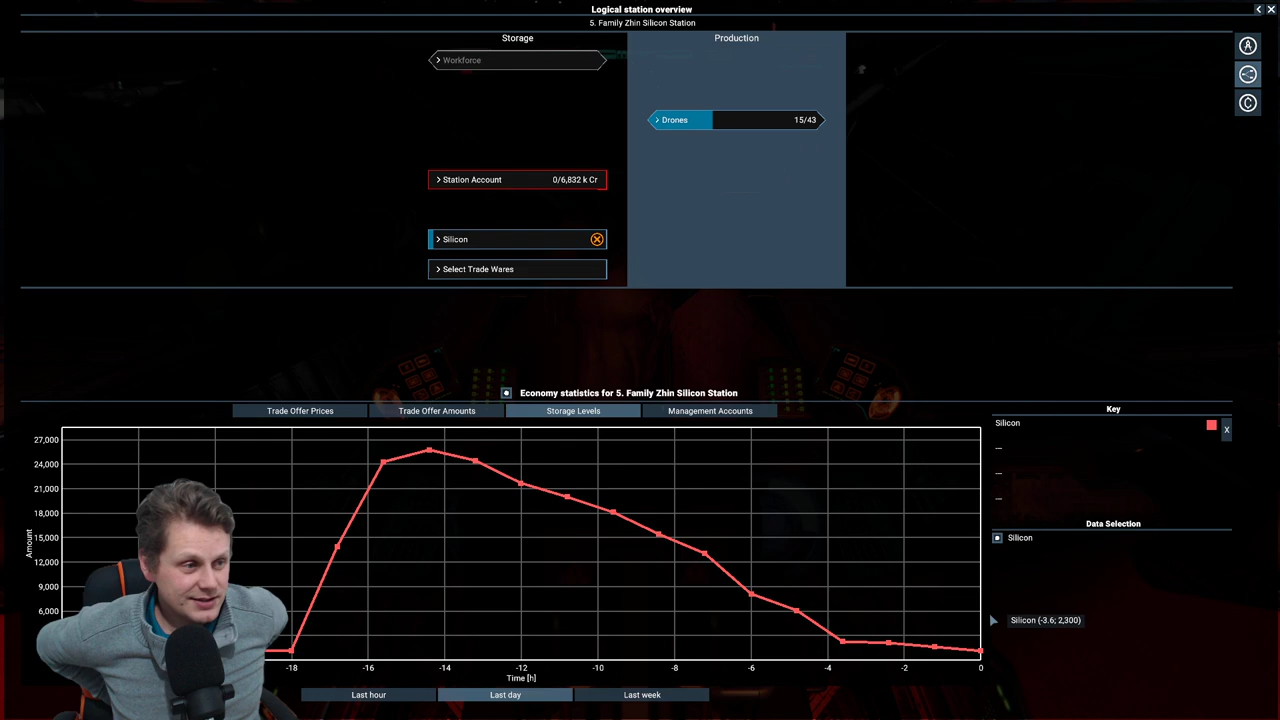 Logical station overview
5. Family Zhin Silicon Station
Storage
Production
Workforce
Drones 15/43
Station Account 0/6,832 k Cr
Silicon
Select Trade Wares
Economy statistics for 5. Family Zhin Silicon Station
Trade Offer Prices Trade Offer Amounts Storage Levels Management Accounts
Key
Silicon X
---
---
---
Data Selection
Silicon
Silicon (-3.6; 2,300)
27,000
24,000
21,000
18,000
15,000
12,000
9,000
6,000
Amount
-18 -16 -14 -12 -10 -8 -6 -4 -2 0
Time [h]
Last hour Last day Last week